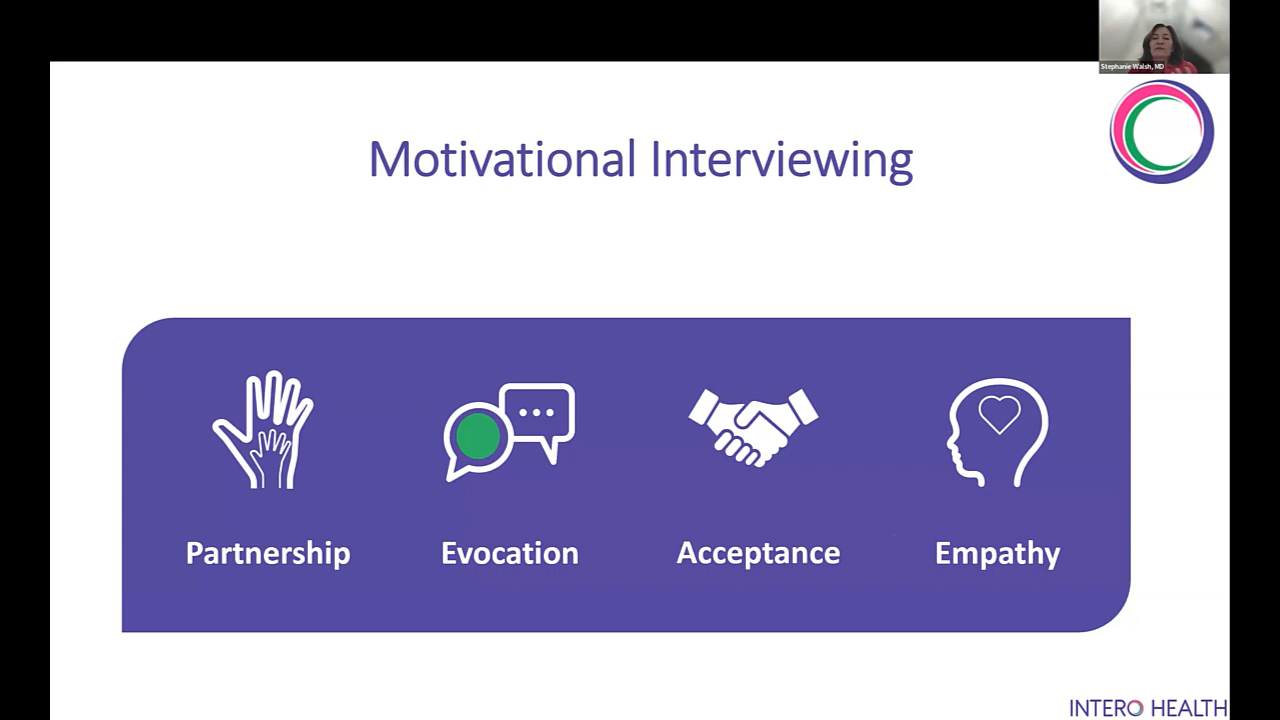 Stephanie Walsh, MD
Motivational Interviewing
Partnership
Evocation
Acceptance
Empathy
INTERO HEALTH